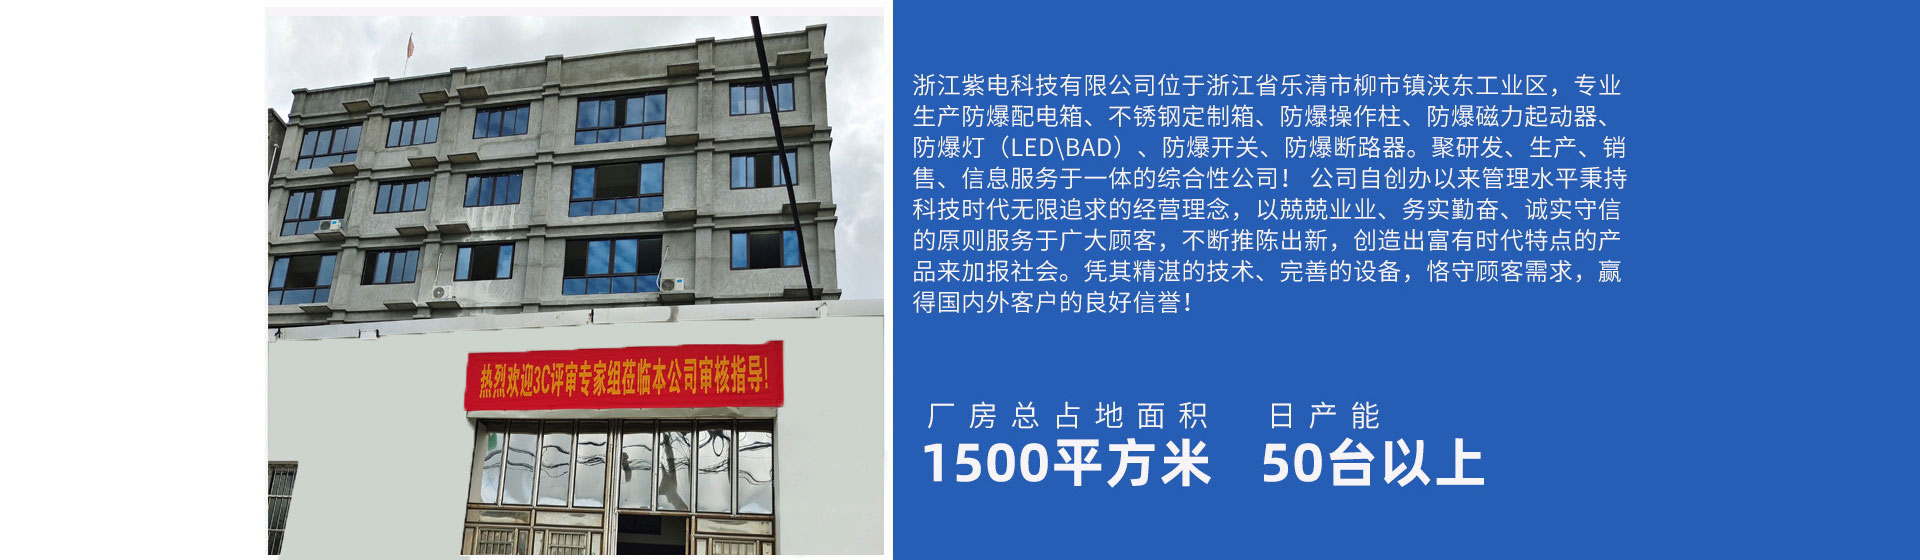 热烈欢迎3C评审专家组莅临本公司审核指导!
浙江紫电科技有限公司位于浙江省乐清市柳市镇浃东工业区，专业
生产防爆配电箱、不锈钢定制箱、防爆操作柱、防爆磁力起动器、
防爆灯（LED\BAD）、防爆开关、防爆断路器。聚研发、生产、销
售、信息服务于一体的综合性公司！ 公司自创办以来管理水平秉持
科技时代无限追求的经营理念，以兢兢业业、务实勤奋、诚实守信
的原则服务于广大顾客，不断推陈出新，创造出富有时代特点的产
品来加报社会。凭其精湛的技术、完善的设备，恪守顾客需求，赢
得国内外客户的良好信誉！
厂房总占地面积 日产能
1500平方米 50台以上